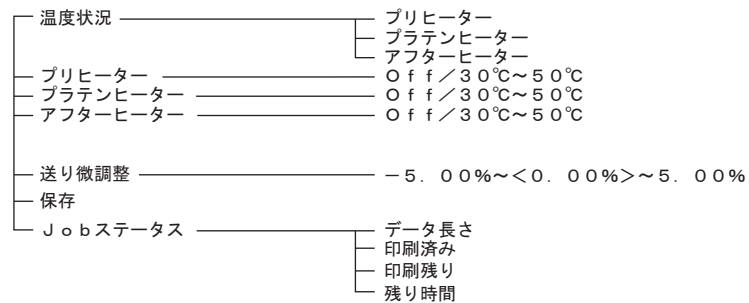 温度状況 プリヒーター
プラテンヒーター
アフターヒーター
プリヒーター Ｏｆｆ／３０℃～５０℃
プラテンヒーター Ｏｆｆ／３０℃～５０℃
アフターヒーター Ｏｆｆ／３０℃～５０℃
送り微調整 －５．００％～＜０．００％＞～５．００％
保存
Ｊｏｂステータス データ長さ
印刷済み
印刷残り
残り時間